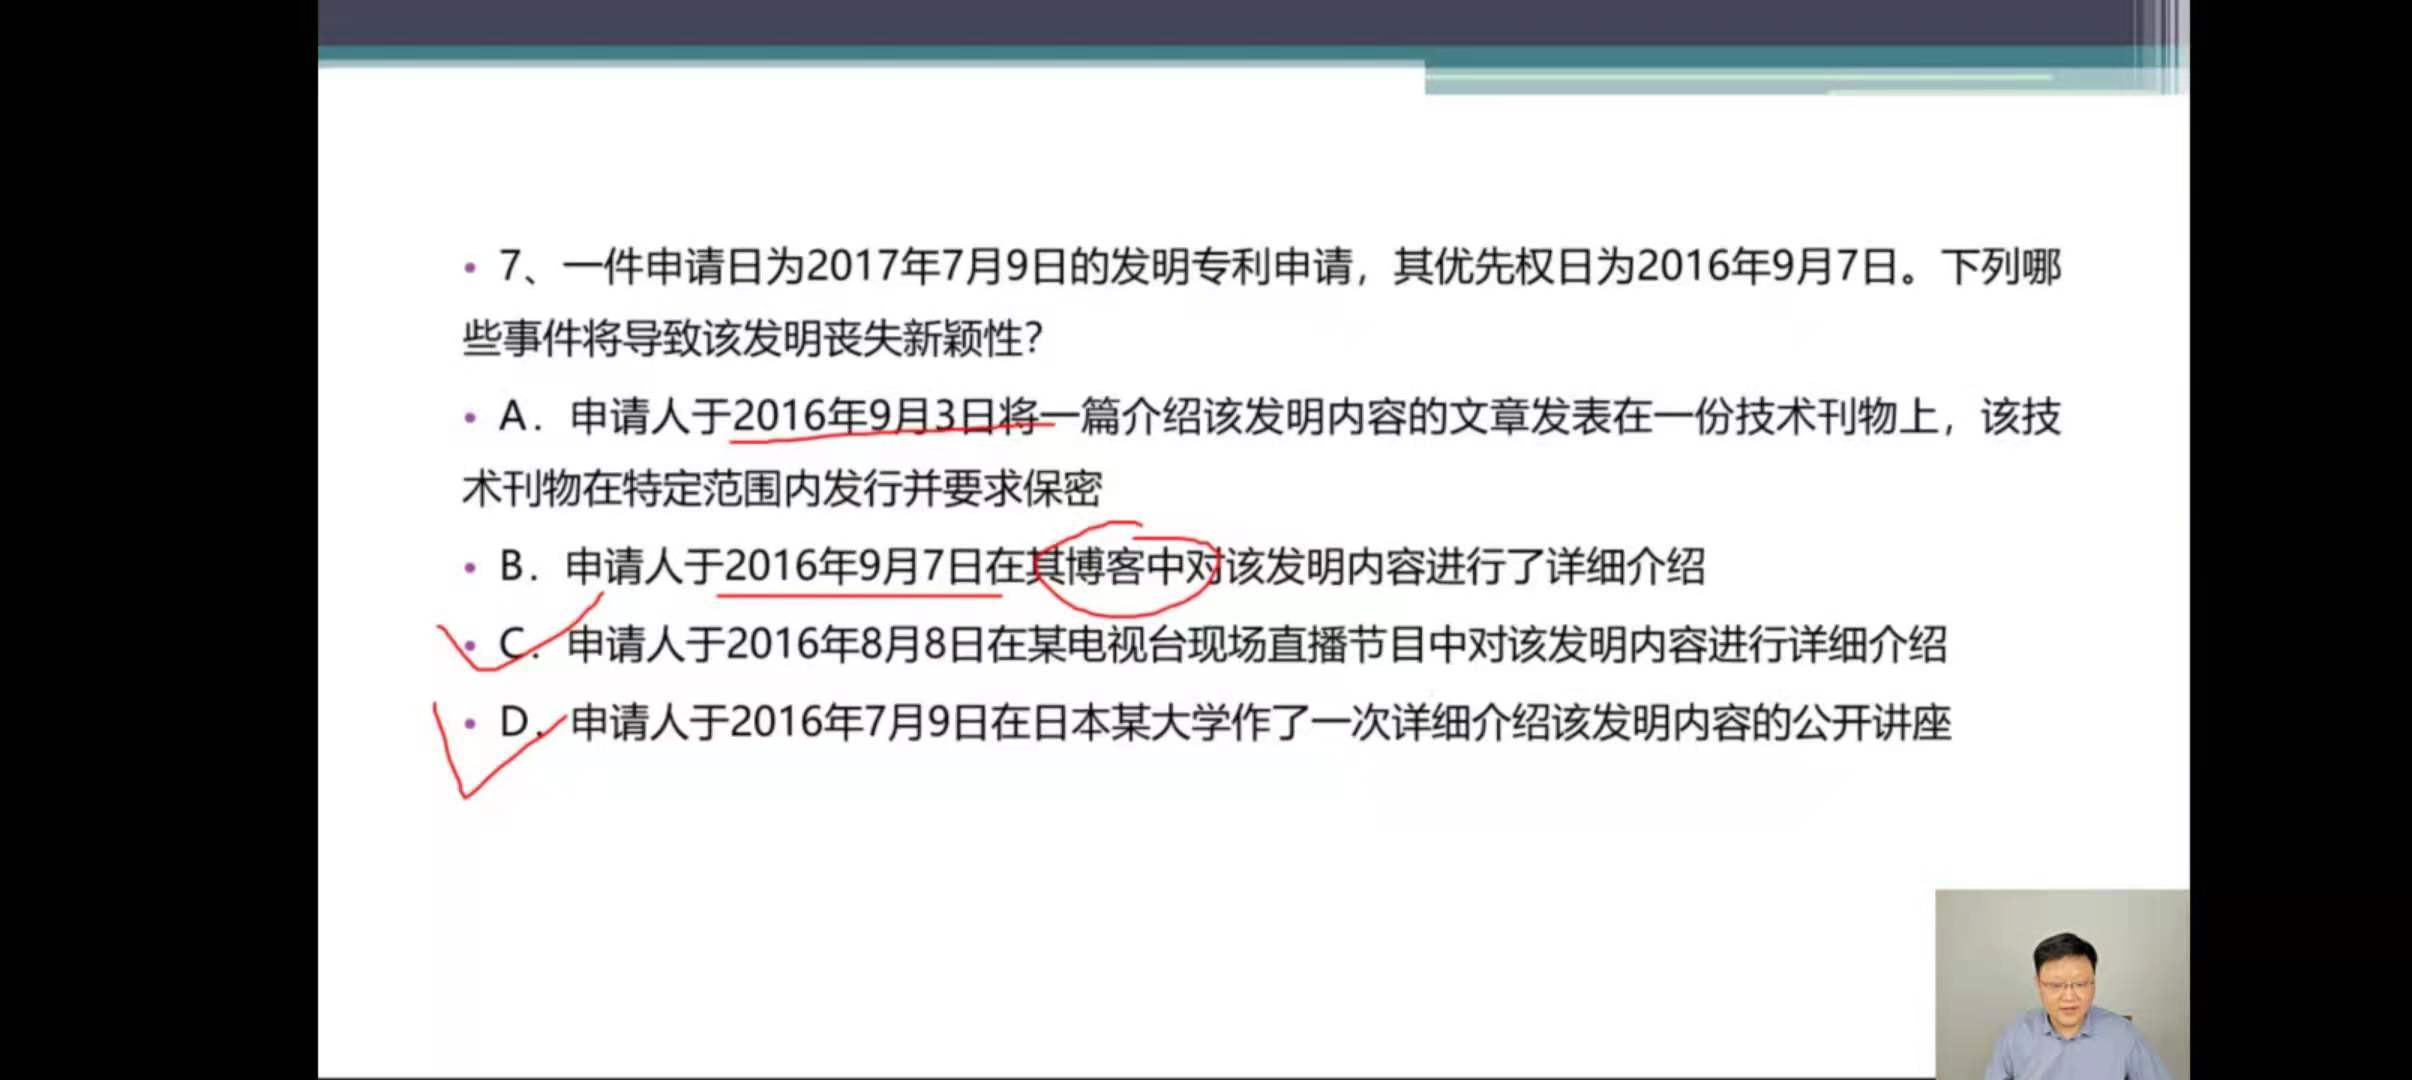 • 7、一件申请日为2017年7月9日的发明专利申请，其优先权日为2016年9月7日。下列哪
些事件将导致该发明丧失新颖性？
• A．申请人于2016年9月3日将一篇介绍该发明内容的文章发表在一份技术刊物上，该技
术刊物在特定范围内发行并要求保密
• B．申请人于2016年9月7日在其博客中对该发明内容进行了详细介绍
• C．申请人于2016年8月8日在某电视台现场直播节目中对该发明内容进行详细介绍
• D．申请人于2016年7月9日在日本某大学作了一次详细介绍该发明内容的公开讲座